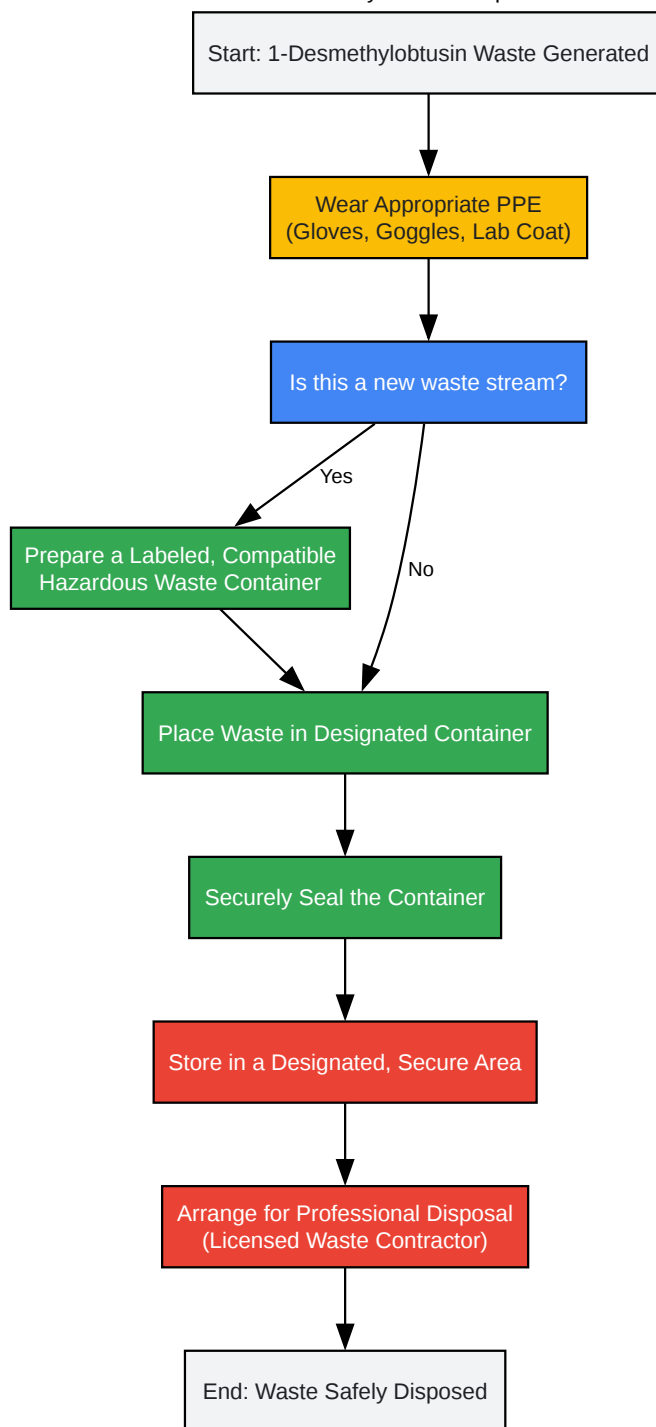 Start: 1-Desmethylobtusin Waste Generated
Wear Appropriate PPE
(Gloves, Goggles, Lab Coat)
Is this a new waste stream?
Yes
Prepare a Labeled, Compatible
Hazardous Waste Container
No
Place Waste in Designated Container
Securely Seal the Container
Store in a Designated, Secure Area
Arrange for Professional Disposal
(Licensed Waste Contractor)
End: Waste Safely Disposed